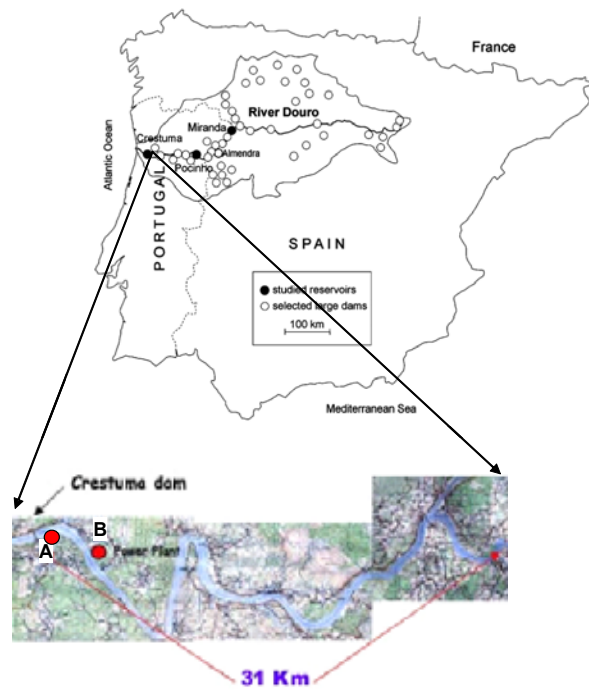 France
River Douro
Miranda
Crestuma
Almendra
Pocinho
Atlantic Ocean
PORTUGAL
SPAIN
studied reservoirs
selected large dams
100 km
Mediterranean Sea
Crestuma dam
A
B
Power Plant
31 Km